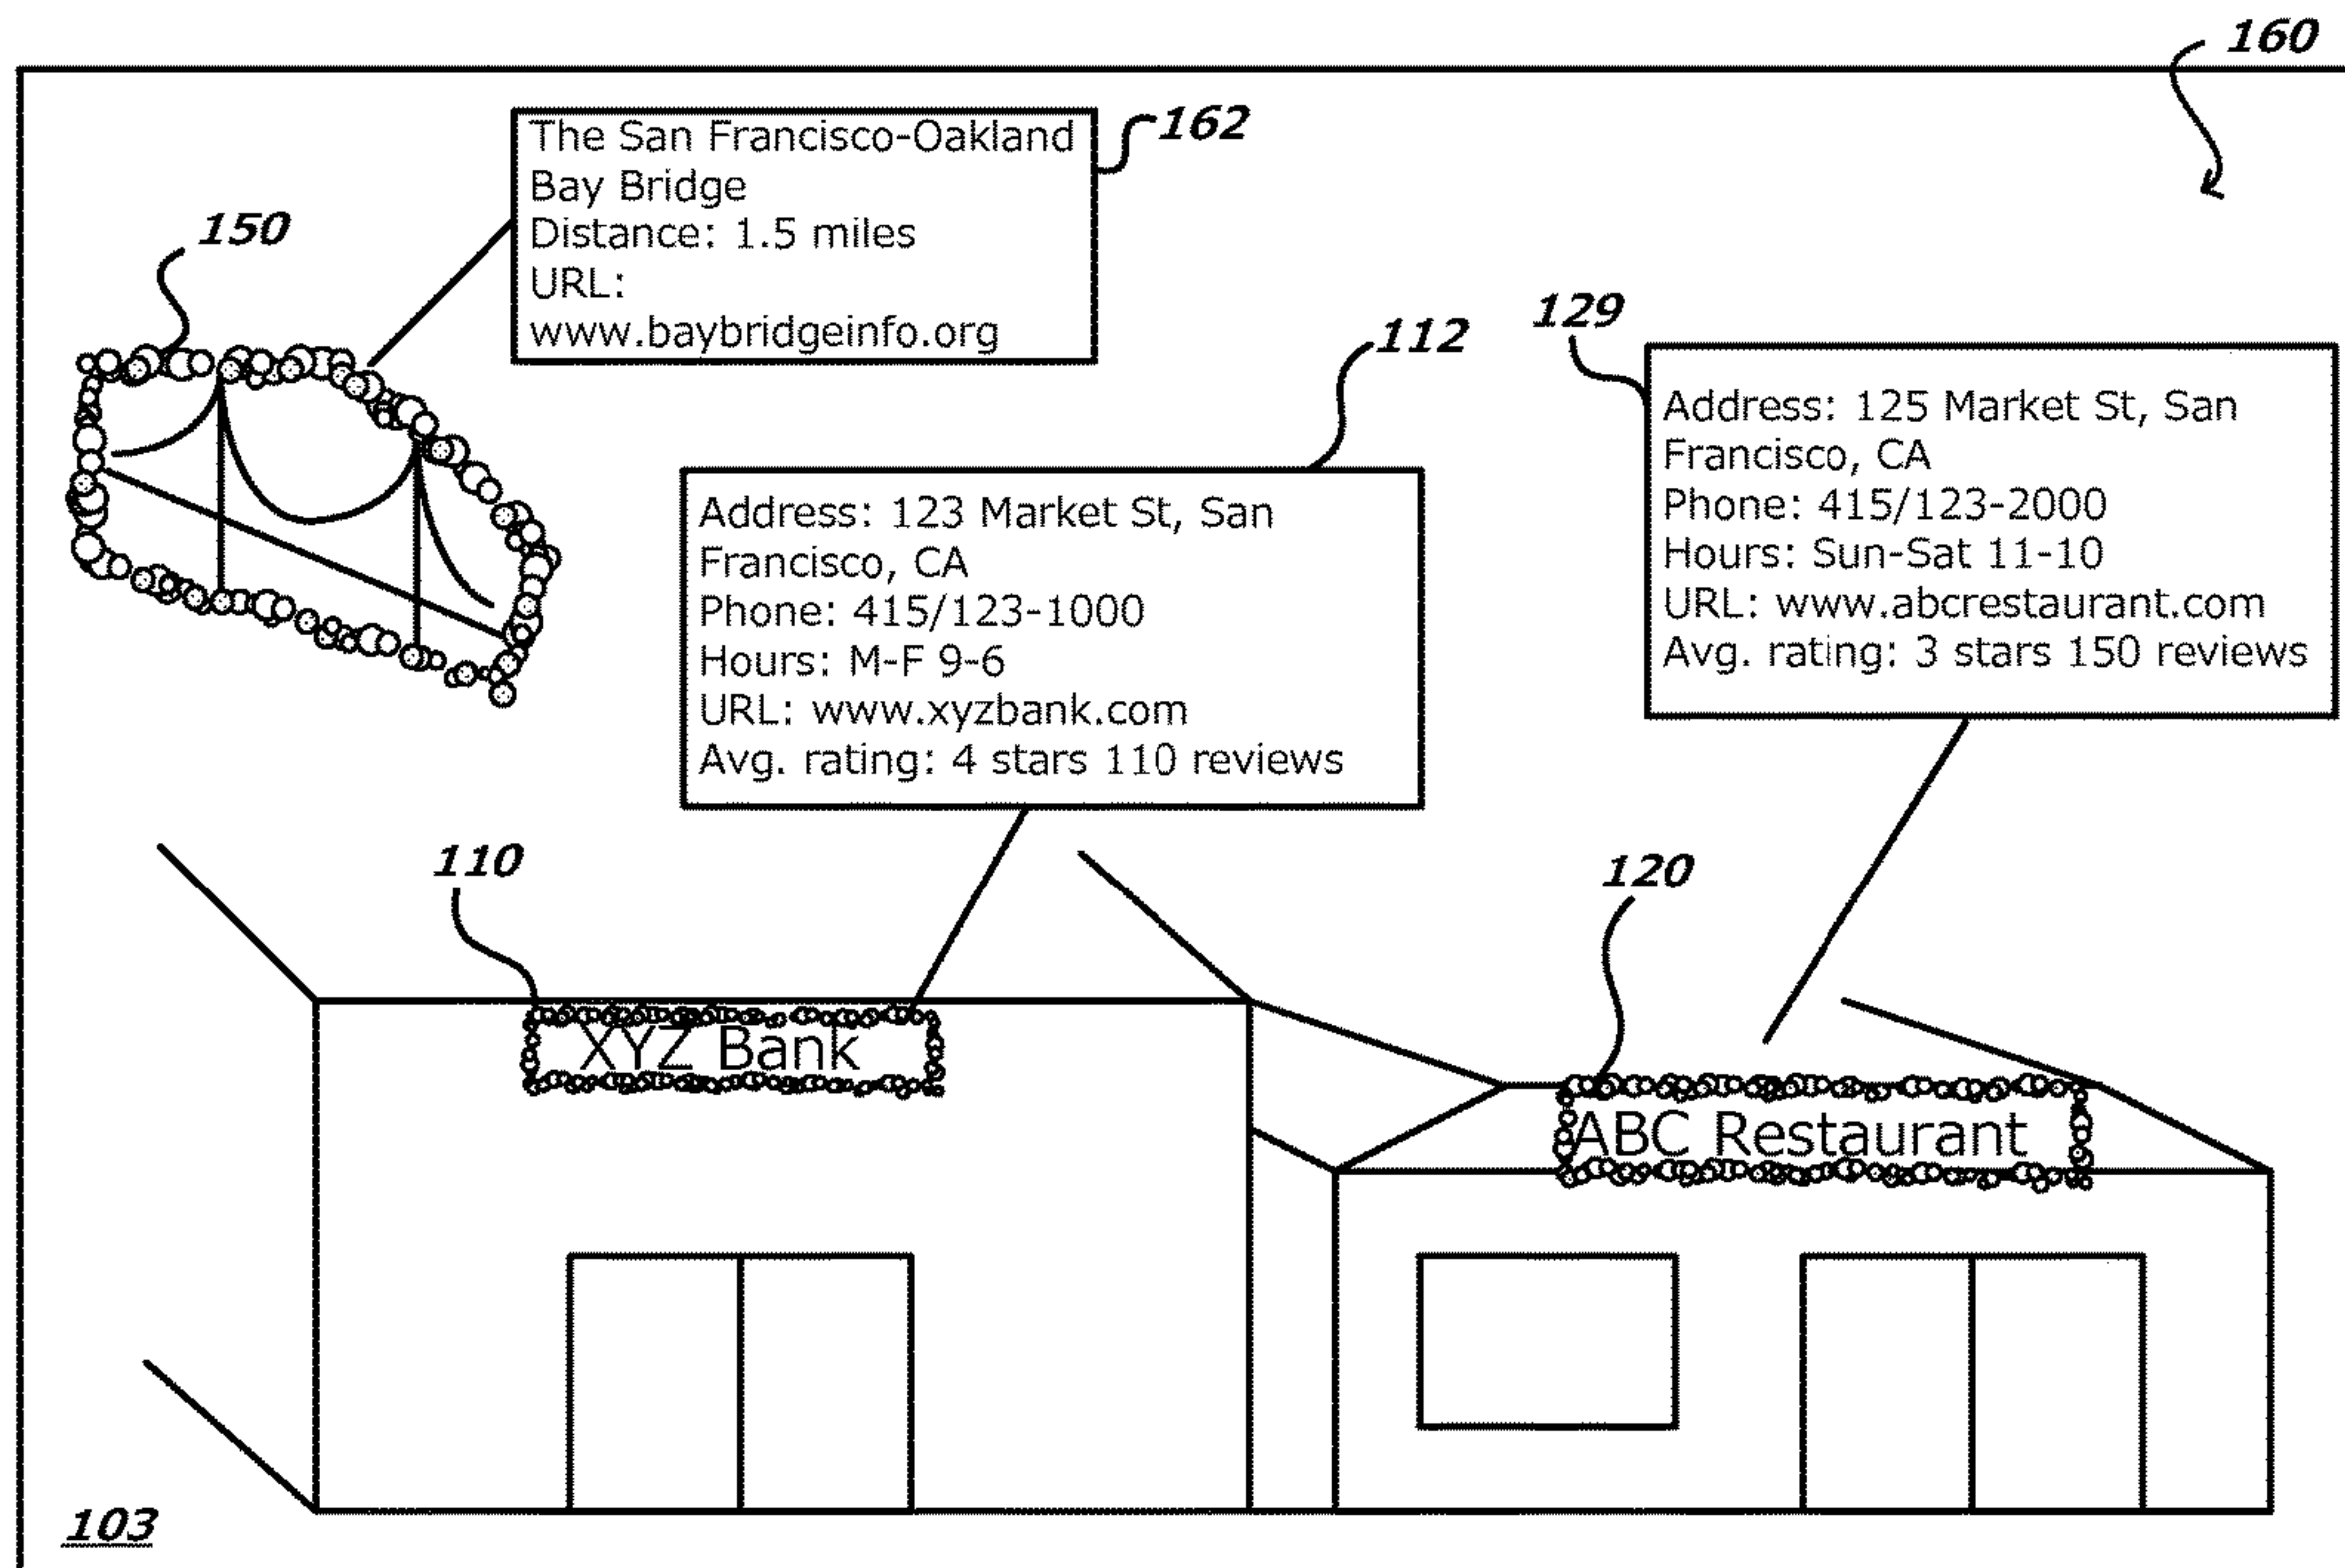 160
The San Francisco-Oakland
Bay Bridge
Distance: 1.5 miles
URL:
www.baybridgeinfo.org
162
150
112
129
Address: 123 Market St, San
Francisco, CA
Phone: 415/123-1000
Hours: M-F 9-6
URL: www.xyzbank.com
Avg. rating: 4 stars 110 reviews
Address: 125 Market St, San
Francisco, CA
Phone: 415/123-2000
Hours: Sun-Sat 11-10
URL: www.abcrestaurant.com
Avg. rating: 3 stars 150 reviews
110
120
XYZ Bank
ABC Restaurant
103